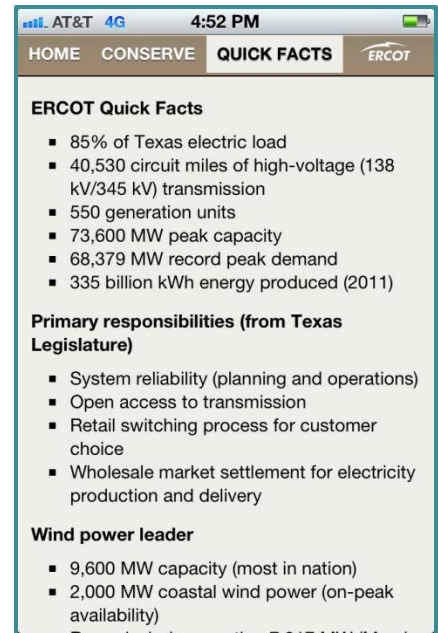 AT&T 4G 4:52 PM
HOME CONSERVE QUICK FACTS ERCOT
ERCOT Quick Facts
▪ 85% of Texas electric load
▪ 40,530 circuit miles of high-voltage (138
kV/345 kV) transmission
▪ 550 generation units
▪ 73,600 MW peak capacity
▪ 68,379 MW record peak demand
▪ 335 billion kWh energy produced (2011)
Primary responsibilities (from Texas
Legislature)
▪ System reliability (planning and operations)
▪ Open access to transmission
▪ Retail switching process for customer
choice
▪ Wholesale market settlement for electricity
production and delivery
Wind power leader
▪ 9,600 MW capacity (most in nation)
▪ 2,000 MW coastal wind power (on-peak
availability)